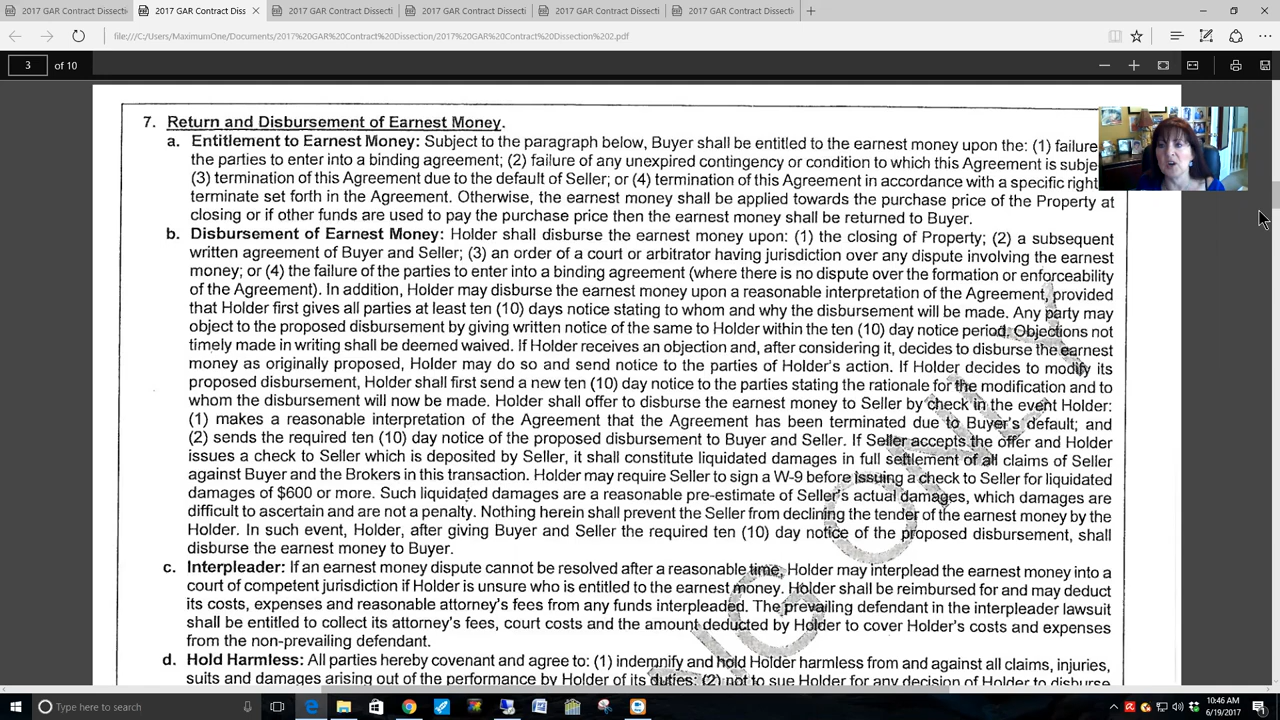 2017 GAR Contract Dissecti
2017 GAR Contract Diss
2017 GAR Contract Dissecti
2017 GAR Contract Dissecti
2017 GAR Contract Dissecti
2017 GAR Contract Dissecti
file:///C:/Users/MaximumOne/Documents/2017%20GAR%20Contract%20Dissection/2017%20GAR%20Contract%20Dissection%202.pdf
3 of 10
7. Return and Disbursement of Earnest Money.
a. Entitlement to Earnest Money: Subject to the paragraph below, Buyer shall be entitled to the earnest money upon the: (1) failure
the parties to enter into a binding agreement; (2) failure of any unexpired contingency or condition to which this Agreement is subje
(3) termination of this Agreement due to the default of Seller; or (4) termination of this Agreement in accordance with a specific right
terminate set forth in the Agreement. Otherwise, the earnest money shall be applied towards the purchase price of the Property at
closing or if other funds are used to pay the purchase price then the earnest money shall be returned to Buyer.
b. Disbursement of Earnest Money: Holder shall disburse the earnest money upon: (1) the closing of Property; (2) a subsequent
written agreement of Buyer and Seller; (3) an order of a court or arbitrator having jurisdiction over any dispute involving the earnest
money; or (4) the failure of the parties to enter into a binding agreement (where there is no dispute over the formation or enforceability
of the Agreement). In addition, Holder may disburse the earnest money upon a reasonable interpretation of the Agreement, provided
that Holder first gives all parties at least ten (10) days notice stating to whom and why the disbursement will be made. Any party may
object to the proposed disbursement by giving written notice of the same to Holder within the ten (10) day notice period. Objections not
timely made in writing shall be deemed waived. If Holder receives an objection and, after considering it, decides to disburse the earnest
money as originally proposed, Holder may do so and send notice to the parties of Holder's action. If Holder decides to modify its
proposed disbursement, Holder shall first send a new ten (10) day notice to the parties stating the rationale for the modification and to
whom the disbursement will now be made. Holder shall offer to disburse the earnest money to Seller by check in the event Holder:
(1) makes a reasonable interpretation of the Agreement that the Agreement has been terminated due to Buyer's default; and
(2) sends the required ten (10) day notice of the proposed disbursement to Buyer and Seller. If Seller accepts the offer and Holder
issues a check to Seller which is deposited by Seller, it shall constitute liquidated damages in full settlement of all claims of Seller
against Buyer and the Brokers in this transaction. Holder may require Seller to sign a W-9 before issuing a check to Seller for liquidated
damages of $600 or more. Such liquidated damages are a reasonable pre-estimate of Seller's actual damages, which damages are
difficult to ascertain and are not a penalty. Nothing herein shall prevent the Seller from declining the tender of the earnest money by the
Holder. In such event, Holder, after giving Buyer and Seller the required ten (10) day notice of the proposed disbursement, shall
disburse the earnest money to Buyer.
c. Interpleader: If an earnest money dispute cannot be resolved after a reasonable time, Holder may interplead the earnest money into a
court of competent jurisdiction if Holder is unsure who is entitled to the earnest money. Holder shall be reimbursed for and may deduct
its costs, expenses and reasonable attorney's fees from any funds interpleaded. The prevailing defendant in the interpleader lawsuit
shall be entitled to collect its attorney's fees, court costs and the amount deducted by Holder to cover Holder's costs and expenses
from the non-prevailing defendant.
d. Hold Harmless: All parties hereby covenant and agree to: (1) indemnify and hold Holder harmless from and against all claims, injuries,
suits and damages arising out of the performance by Holder of its duties; (2) not to sue Holder for any decision of Holder to disburse
Type here to search
10:46 AM
6/19/2017